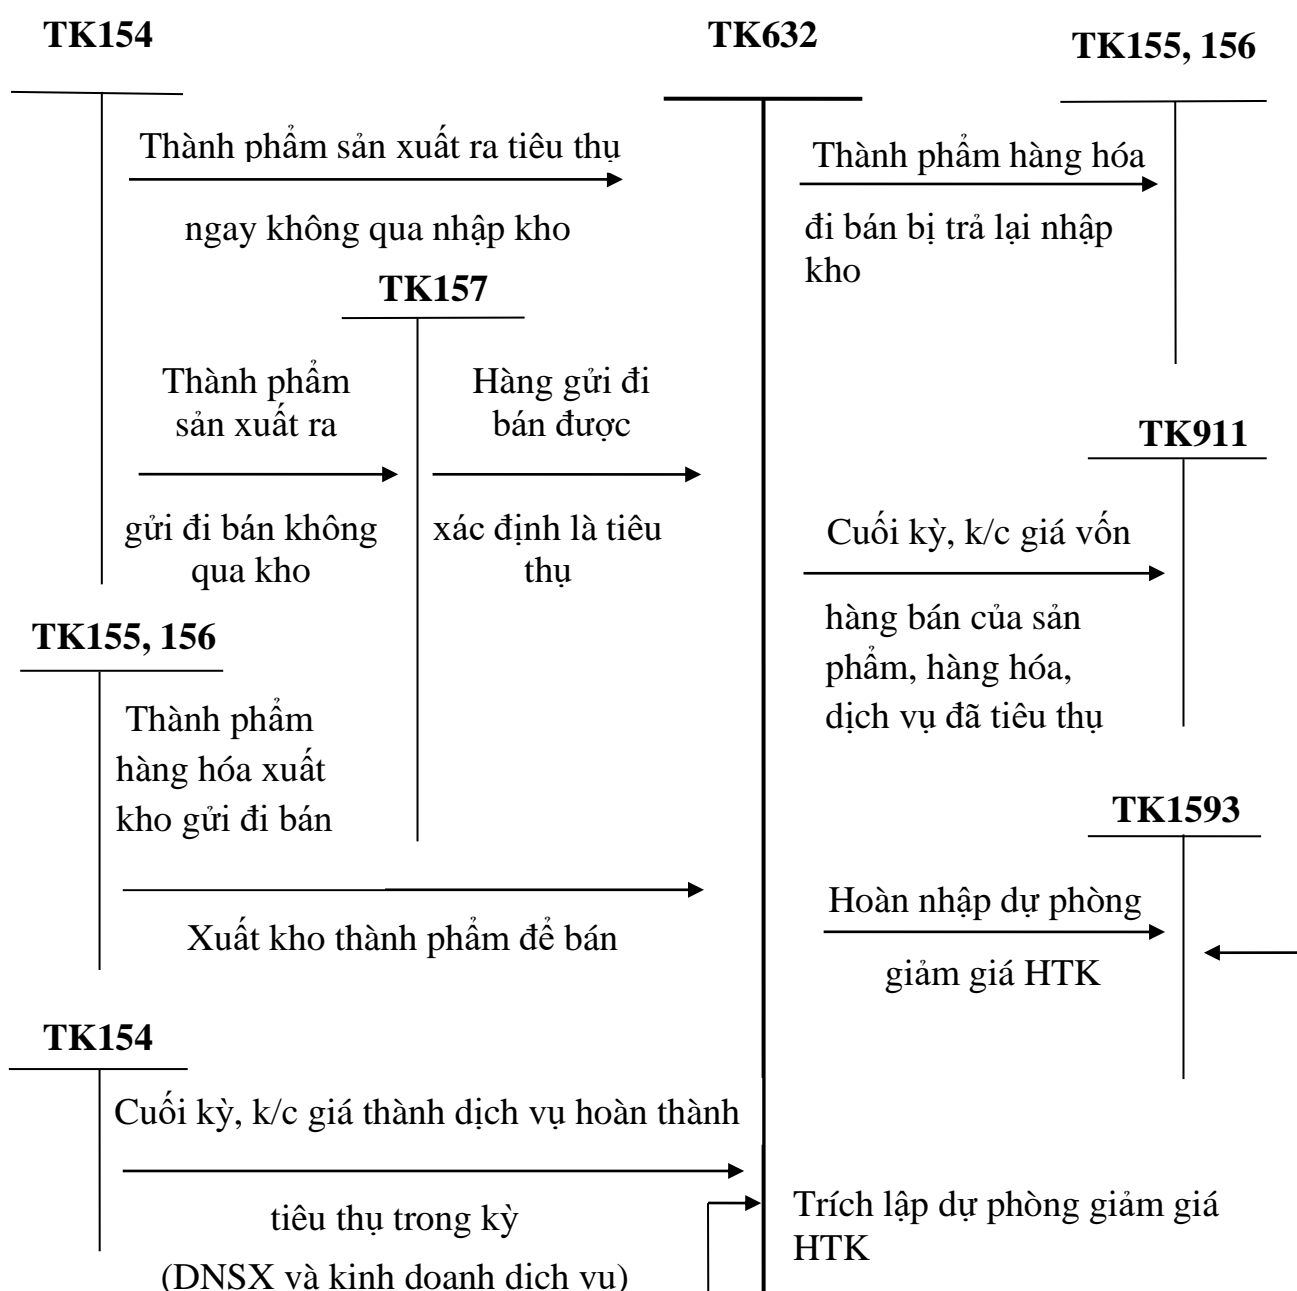 TK154
TK632
TK155, 156
Thành phẩm sản xuất ra tiêu thụ
ngay không qua nhập kho
Thành phẩm hàng hóa
đi bán bị trả lại nhập
kho
TK157
Thành phẩm
sản xuất ra
gửi đi bán không
qua kho
Hàng gửi đi
bán được
xác định là tiêu
thụ
TK911
Cuối kỳ, k/c giá vốn
hàng bán của sản
phẩm, hàng hóa,
dịch vụ đã tiêu thụ
TK155, 156
Thành phẩm
hàng hóa xuất
kho gửi đi bán
Xuất kho thành phẩm để bán
TK1593
Hoàn nhập dự phòng
giảm giá HTK
TK154
Cuối kỳ, k/c giá thành dịch vụ hoàn thành
tiêu thụ trong kỳ
(DNSX và kinh doanh dịch vụ)
Trích lập dự phòng giảm giá
HTK